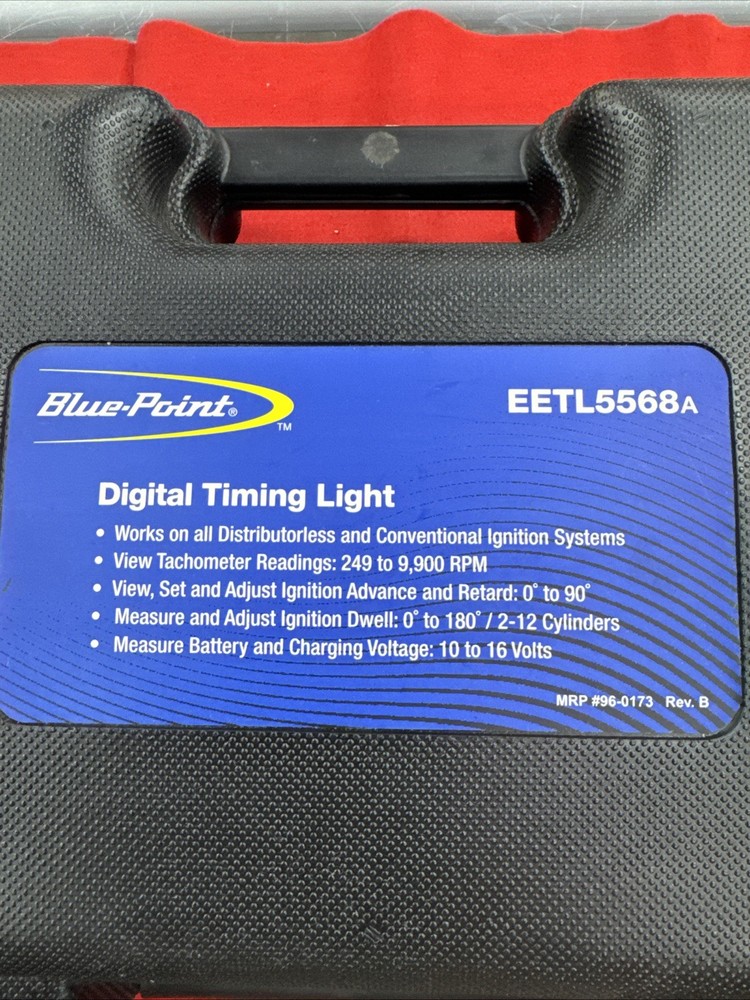 Blue-Point® ™
EETL5568A
Digital Timing Light
• Works on all Distributorless and Conventional Ignition Systems
• View Tachometer Readings: 249 to 9,900 RPM
• View, Set and Adjust Ignition Advance and Retard: 0° to 90°
• Measure and Adjust Ignition Dwell: 0° to 180° / 2-12 Cylinders
• Measure Battery and Charging Voltage: 10 to 16 Volts
MRP #96-0173 Rev. B